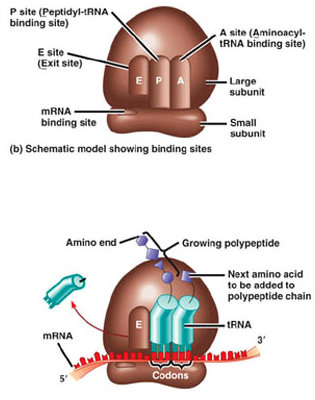 P site (Peptidyl-tRNA
binding site)
A site (Aminoacyl-
tRNA binding site)
E site
(Exit site)
E P A
Large
subunit
mRNA
binding site
Small
subunit
(b) Schematic model showing binding sites
Amino end
Growing polypeptide
Next amino acid
to be added to
polypeptide chain
E
tRNA
mRNA
3′
5′
Codons